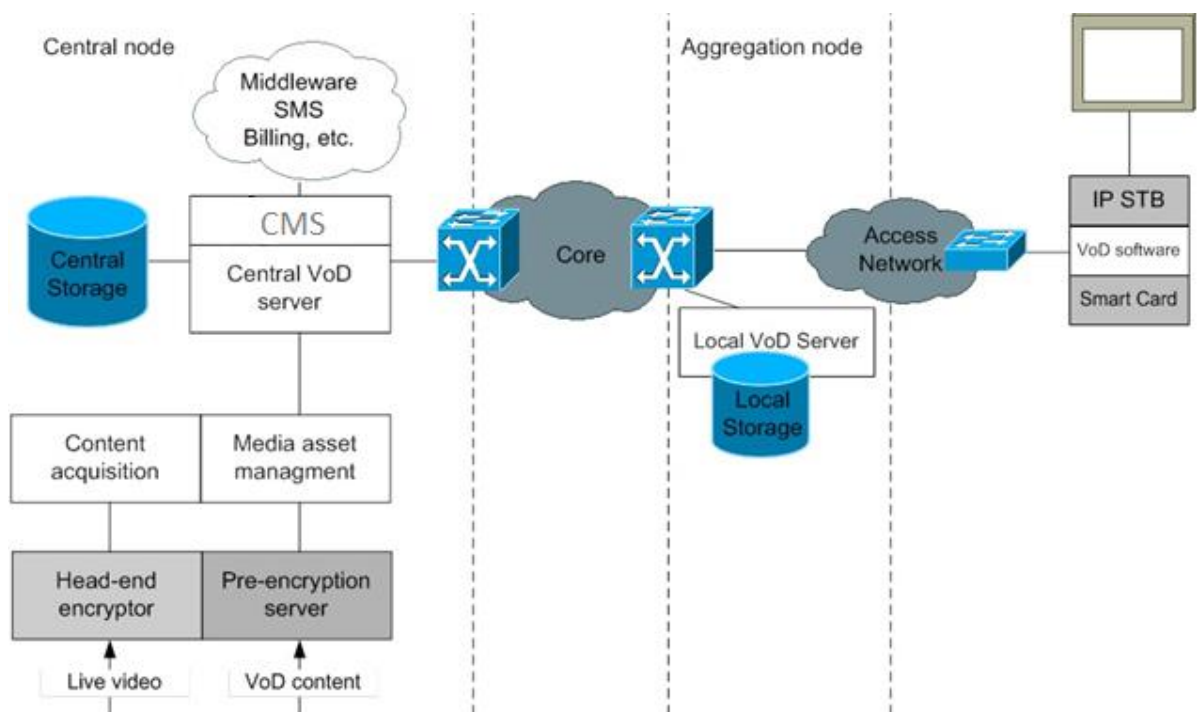 Central node
Aggregation node
Middleware
SMS
Billing, etc.
CMS
Central VoD
server
Central
Storage
Core
Access
Network
IP STB
VoD software
Smart Card
Local VoD Server
Local
Storage
Content
acquisition
Media asset
managment
Head-end
encryptor
Pre-encryption
server
Live video
VoD content